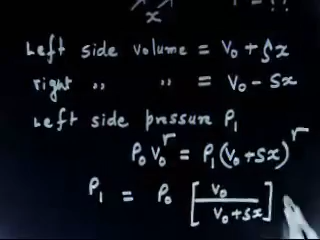 x
Left side volume = V₀ + Sx
right ,, ,, = V₀ - Sx
Left side pressure P₁
P₀ V₀^r = P₁ (V₀ + Sx)^r
P₁ = P₀ [V₀ / V₀ + Sx]